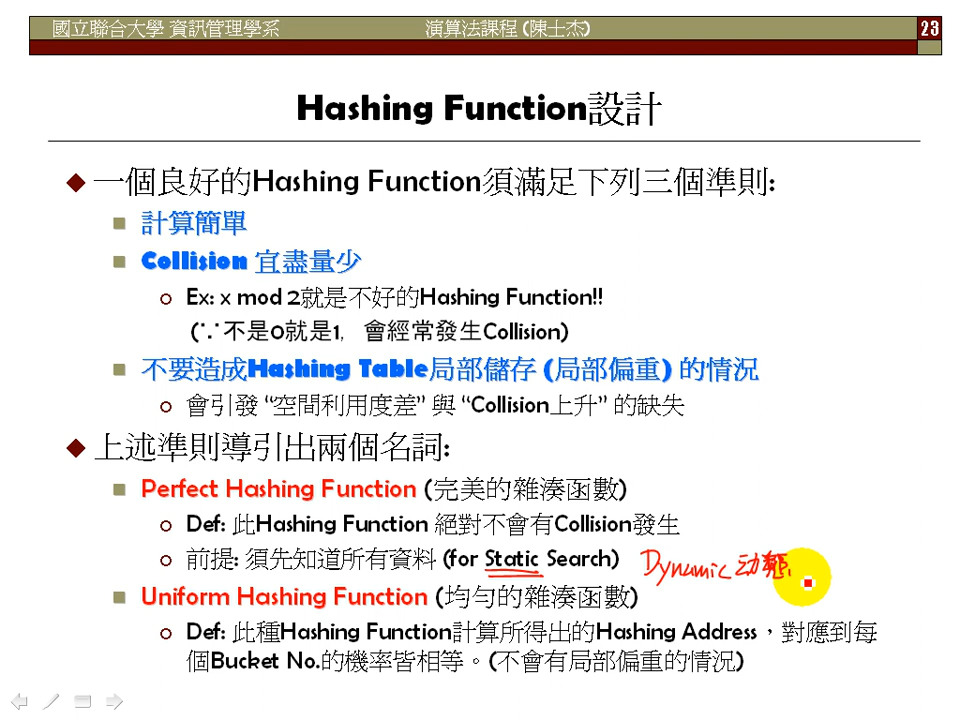 國立聯合大學 資訊管理學系 演算法課程 (陳士杰) 23
Hashing Function設計
一個良好的Hashing Function須滿足下列三個準則:
計算簡單
Collision 宜盡量少
Ex: x mod 2就是不好的Hashing Function!!
(∵不是0就是1, 會經常發生Collision)
不要造成Hashing Table局部儲存 (局部偏重) 的情況
會引發 “空間利用度差” 與 “Collision上升” 的缺失
上述準則導引出兩個名詞:
Perfect Hashing Function (完美的雜湊函數)
Def: 此Hashing Function 絕對不會有Collision發生
前提: 須先知道所有資料 (for Static Search) Dynamic 动態
Uniform Hashing Function (均勻的雜湊函數)
Def: 此種Hashing Function計算所得出的Hashing Address，對應到每
個Bucket No.的機率皆相等。(不會有局部偏重的情況)